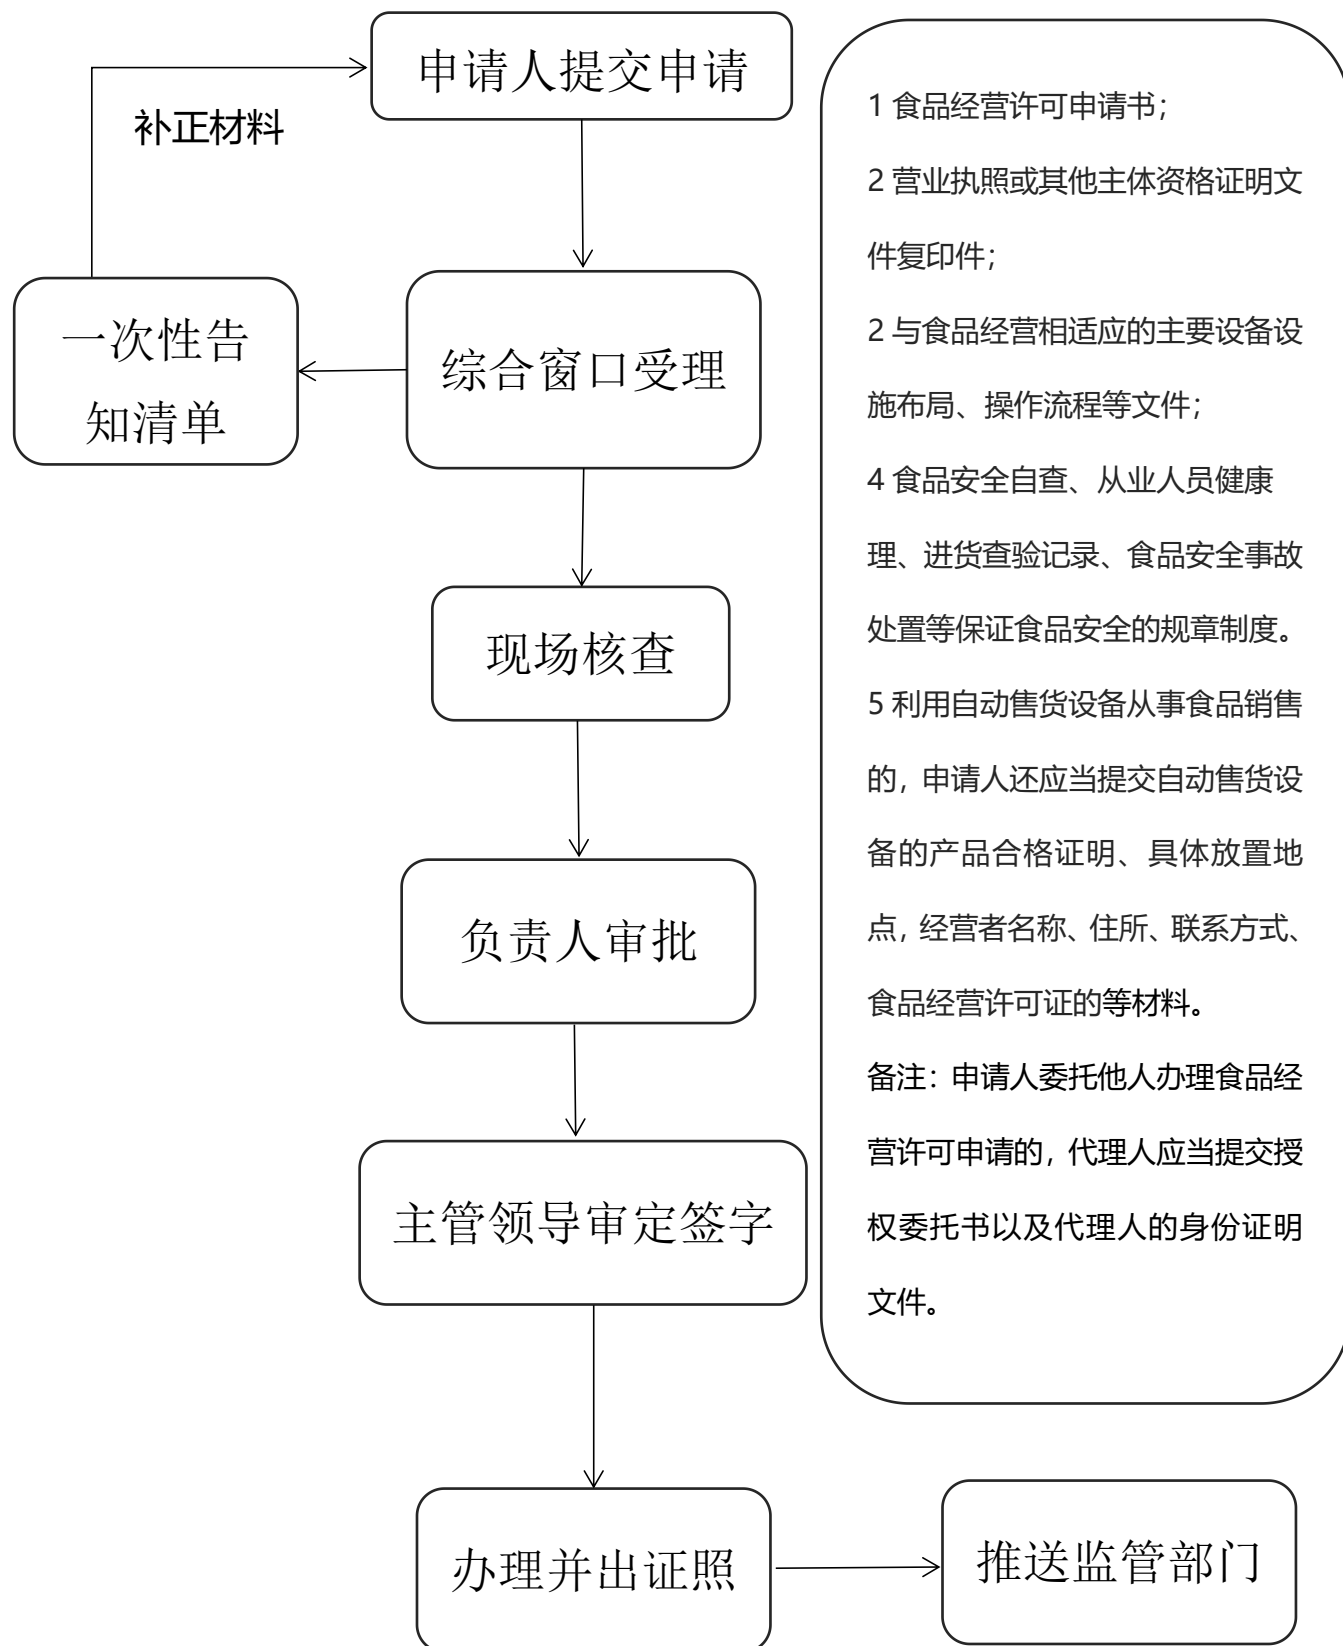 申请人提交申请
补正材料
一次性告
知清单
综合窗口受理
现场核查
负责人审批
主管领导审定签字
办理并出证照
推送监管部门
1 食品经营许可申请书；
2 营业执照或其他主体资格证明文
件复印件；
2 与食品经营相适应的主要设备设
施布局、操作流程等文件；
4 食品安全自查、从业人员健康
理、进货查验记录、食品安全事故
处置等保证食品安全的规章制度。
5 利用自动售货设备从事食品销售
的，申请人还应当提交自动售货设
备的产品合格证明、具体放置地
点，经营者名称、住所、联系方式、
食品经营许可证的等材料。
备注：申请人委托他人办理食品经
营许可申请的，代理人应当提交授
权委托书以及代理人的身份证明
文件。